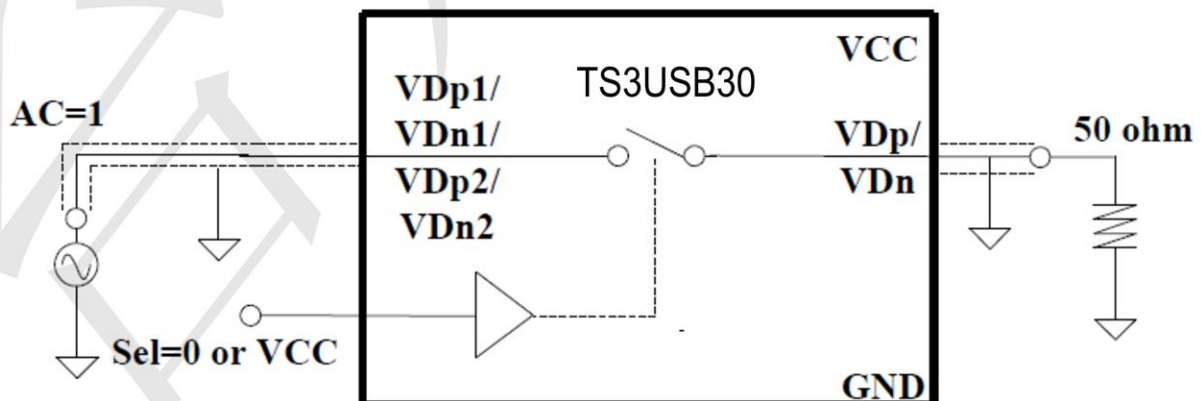 VCC
TS3USB30
VDp1/
VDn1/
VDp2/
VDn2
AC=1
VDp/
VDn
50 ohm
Sel=0 or VCC
GND